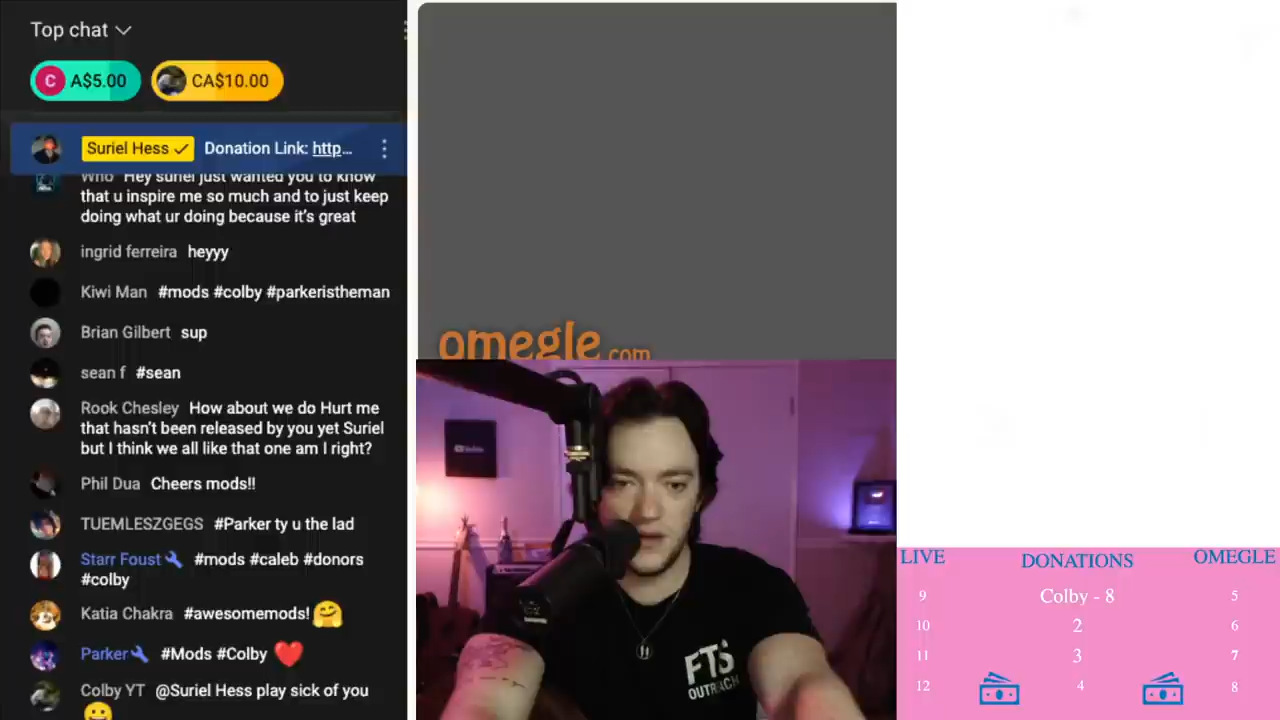 Top chat
C A$5.00 CA$10.00
Suriel Hess Donation Link: http...
Who Hey suriel just wanted you to know
that u inspire me so much and to just keep
doing what ur doing because it's great
ingrid ferreira heyyy
Kiwi Man #mods #colby #parkeristheman
Brian Gilbert sup
sean f #sean
Rook Chesley How about we do Hurt me
that hasn't been released by you yet Suriel
but I think we all like that one am I right?
Phil Dua Cheers mods!!
TUEMLESZGEGS #Parker ty u the lad
Starr Foust #mods #caleb #donors
#colby
Katia Chakra #awesomemods!
Parker #Mods #Colby
Colby YT @Suriel Hess play sick of you
omegle.com
YouTube
FTS
OUTREACH
LIVE DONATIONS OMEGLE
9 Colby - 8 5
10 2 6
11 3 7
12 4 8